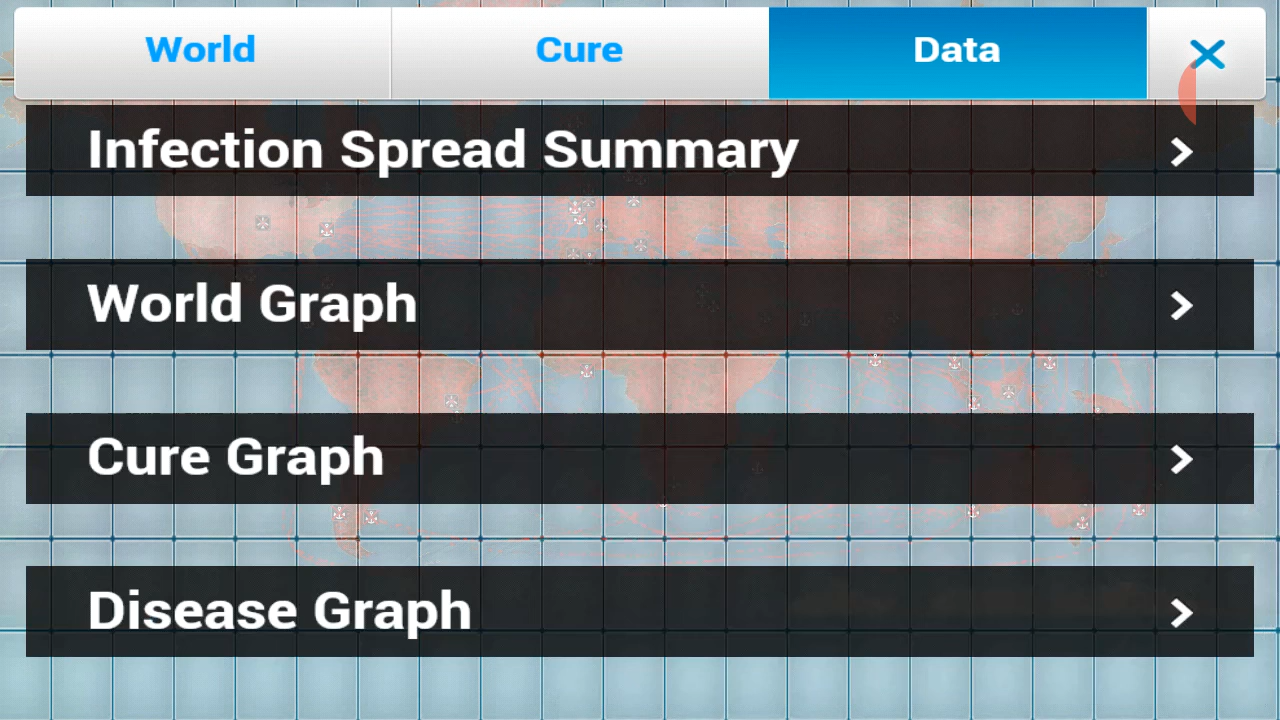 World
Cure
Data
Infection Spread Summary
World Graph
Cure Graph
Disease Graph